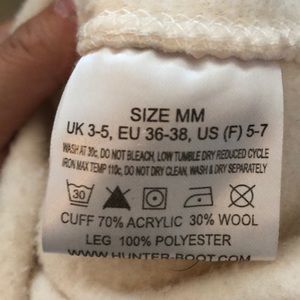 SIZE MM
UK 3-5, EU 36-38, US (F) 5-7
WASH AT 30c, DO NOT BLEACH, LOW TUMBLE DRY REDUCED CYCLE
IRON MAX TEMP 110c, DO NOT DRY CLEAN, WASH & DRY SEPARATELY
30
CUFF 70% ACRYLIC 30% WOOL
LEG 100% POLYESTER
WWW.HUNTER-BOOT.COM